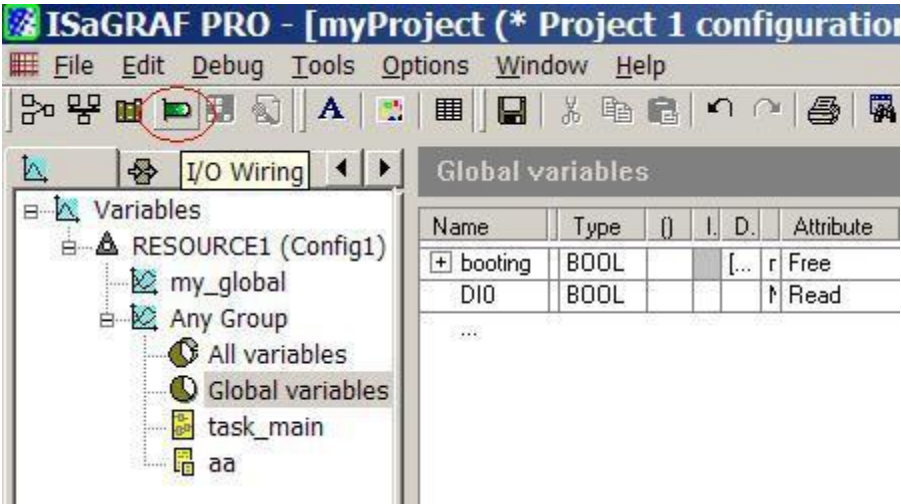 ISaGRAF PRO - [myProject (* Project 1 configuration
File Edit Debug Tools Options Window Help
A
I/O Wiring
Global variables
Variables
RESOURCE1 (Config1)
my_global
Any Group
All variables
Global variables
task_main
aa
Name Type () I. D. Attribute
booting BOOL [... r Free
DI0 BOOL Read
...